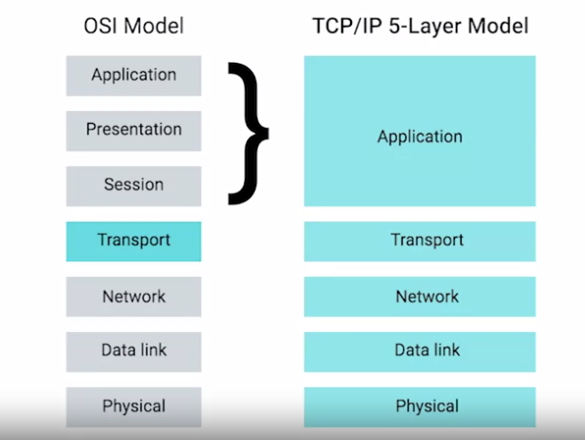 OSI Model
TCP/IP 5-Layer Model
Application
Presentation
Session
Application
Transport
Transport
Network
Network
Data link
Data link
Physical
Physical